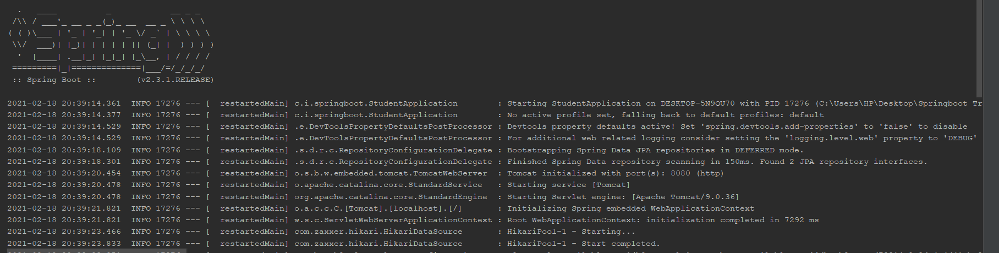 .   ____          _            __ _ _
 /\\ / ___'_ __ _ _(_)_ __  __ _ \ \ \ \
( ( )\___ | '_ | '_| | '_ \/ _` | \ \ \ \
 \\/  ___)| |_)| | | | | || (_| |  ) ) ) )
  '  |____| .__|_| |_|_| |_\__, | / / / /
 =========|_|==============|___/=/_/_/_/
 :: Spring Boot ::        (v2.3.1.RELEASE)
2021-02-18 20:39:14.361  INFO 17276 --- [  restartedMain] c.i.springboot.StudentApplication        : Starting StudentApplication on DESKTOP-5N9QU70 with PID 17276 (C:\Users\HP\Desktop\Springboot Tr
2021-02-18 20:39:14.377  INFO 17276 --- [  restartedMain] c.i.springboot.StudentApplication        : No active profile set, falling back to default profiles: default
2021-02-18 20:39:14.529  INFO 17276 --- [  restartedMain] .e.DevToolsPropertyDefaultsPostProcessor : Devtools property defaults active! Set 'spring.devtools.add-properties' to 'false' to disable
2021-02-18 20:39:14.529  INFO 17276 --- [  restartedMain] .e.DevToolsPropertyDefaultsPostProcessor : For additional web related logging consider setting the 'logging.level.web' property to 'DEBUG'
2021-02-18 20:39:18.109  INFO 17276 --- [  restartedMain] .s.d.r.c.RepositoryConfigurationDelegate : Bootstrapping Spring Data JPA repositories in DEFERRED mode.
2021-02-18 20:39:18.301  INFO 17276 --- [  restartedMain] .s.d.r.c.RepositoryConfigurationDelegate : Finished Spring Data repository scanning in 150ms. Found 2 JPA repository interfaces.
2021-02-18 20:39:20.454  INFO 17276 --- [  restartedMain] o.s.b.w.embedded.tomcat.TomcatWebServer  : Tomcat initialized with port(s): 8080 (http)
2021-02-18 20:39:20.478  INFO 17276 --- [  restartedMain] o.apache.catalina.core.StandardService   : Starting service [Tomcat]
2021-02-18 20:39:20.478  INFO 17276 --- [  restartedMain] org.apache.catalina.core.StandardEngine  : Starting Servlet engine: [Apache Tomcat/9.0.36]
2021-02-18 20:39:21.821  INFO 17276 --- [  restartedMain] o.a.c.c.C.[Tomcat].[localhost].[/]       : Initializing Spring embedded WebApplicationContext
2021-02-18 20:39:21.821  INFO 17276 --- [  restartedMain] w.s.c.ServletWebServerApplicationContext : Root WebApplicationContext: initialization completed in 7292 ms
2021-02-18 20:39:23.466  INFO 17276 --- [  restartedMain] com.zaxxer.hikari.HikariDataSource       : HikariPool-1 - Starting...
2021-02-18 20:39:23.833  INFO 17276 --- [  restartedMain] com.zaxxer.hikari.HikariDataSource       : HikariPool-1 - Start completed.